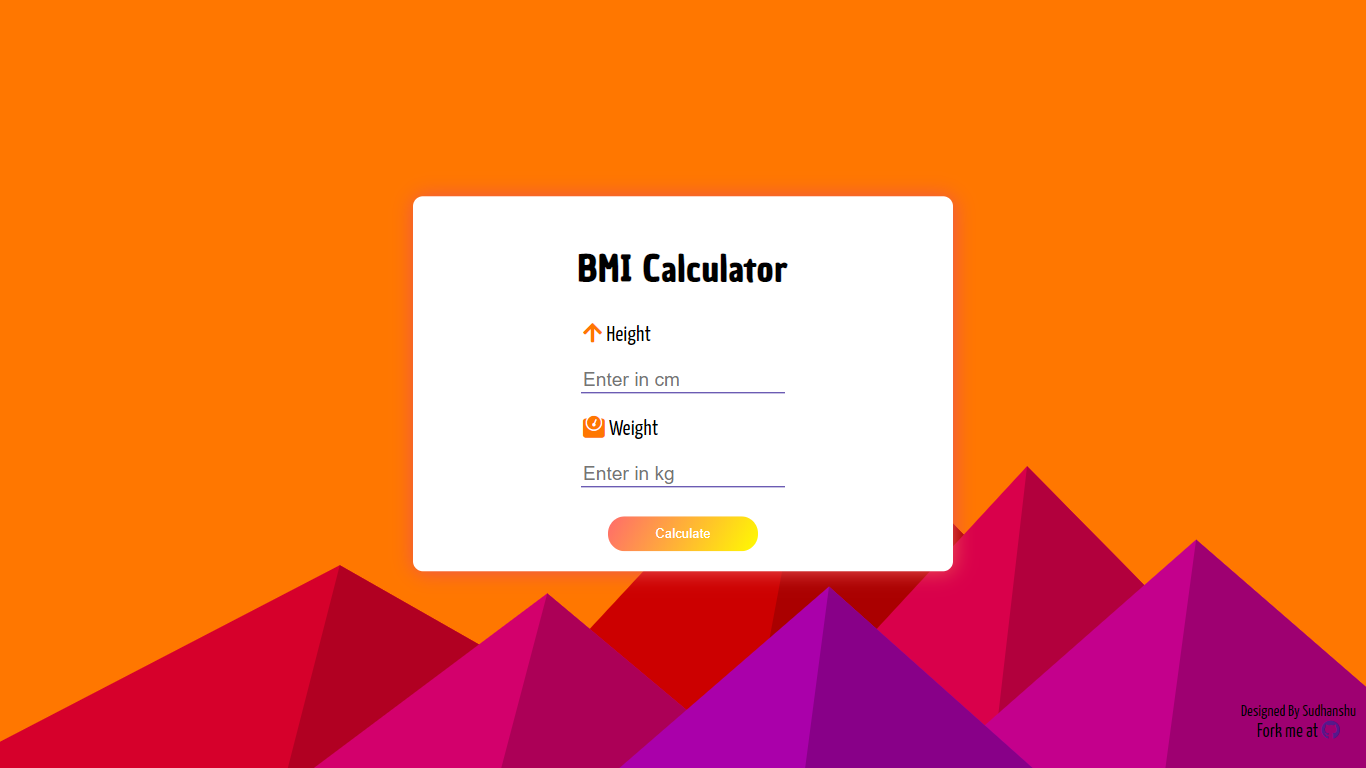 BMI Calculator
Height
Enter in cm
Weight
Enter in kg
Calculate
Designed By Sudhanshu
Fork me at